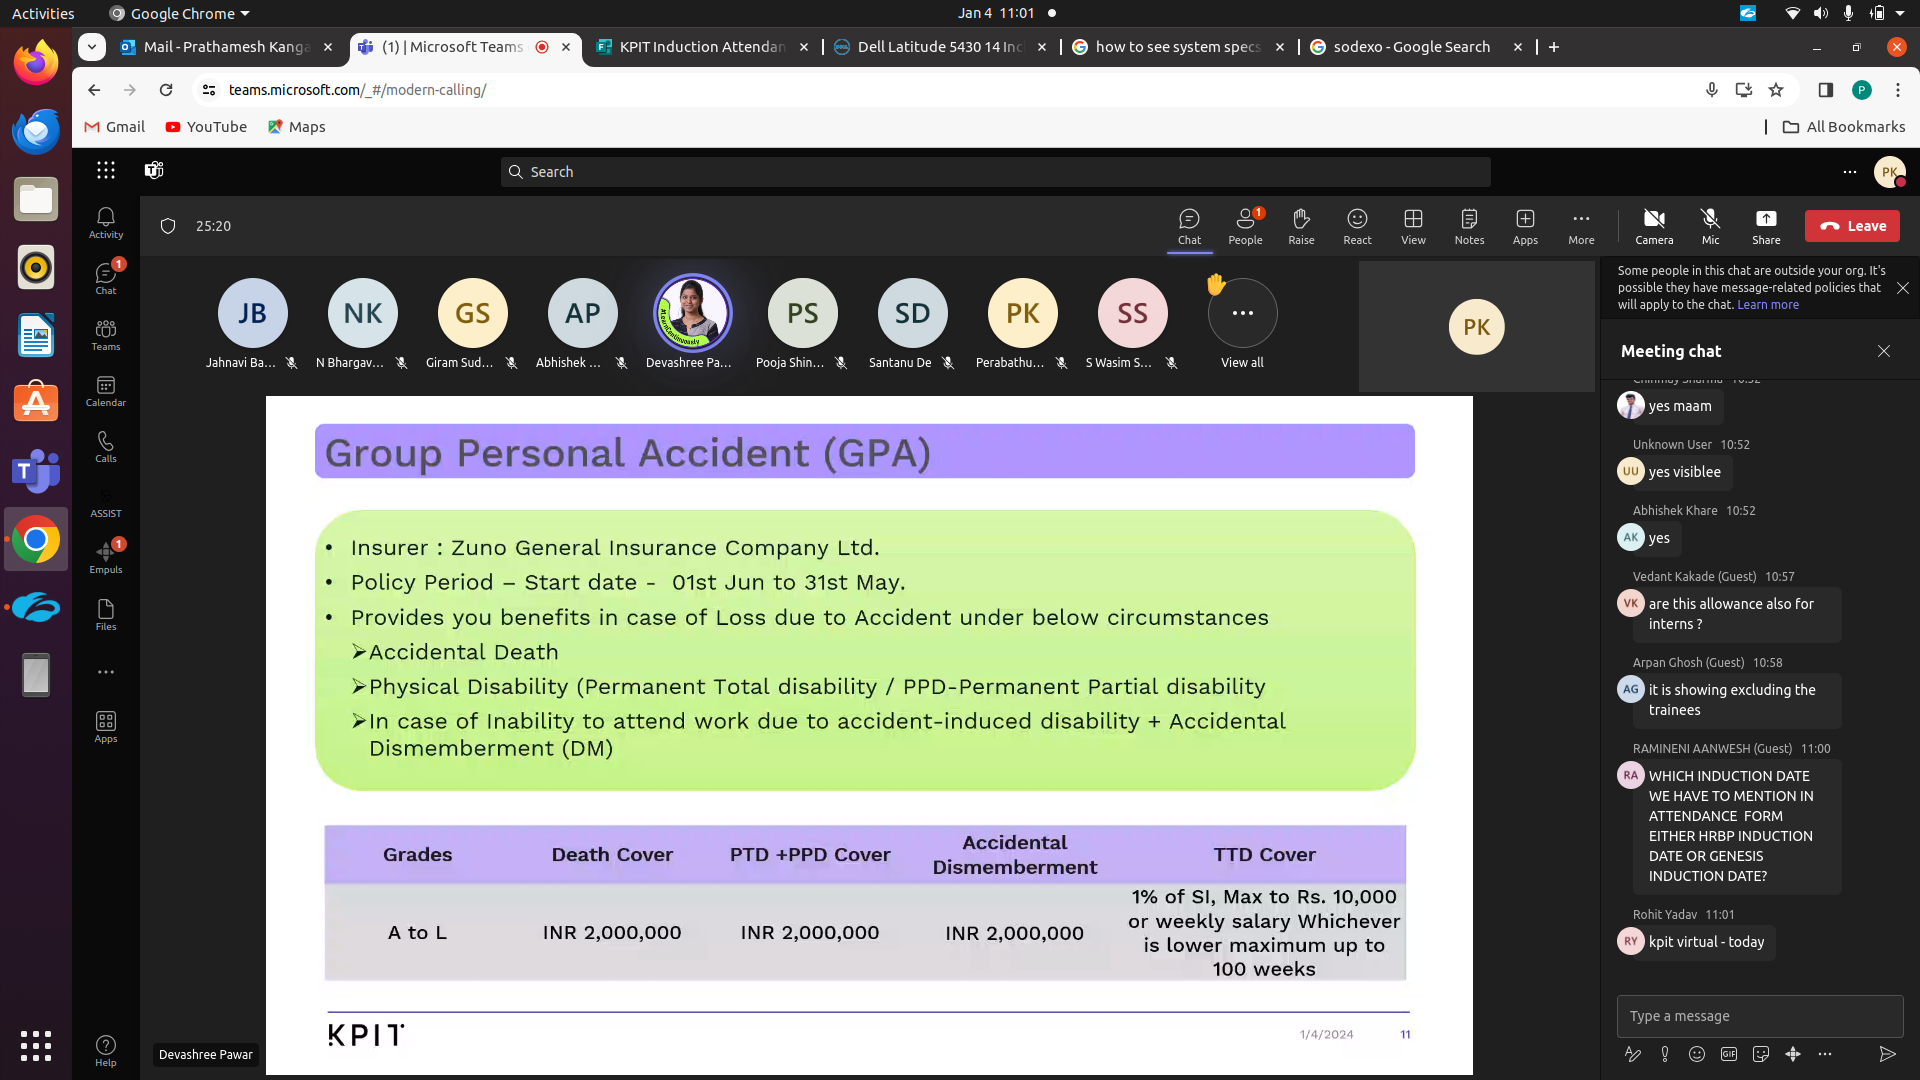 Activities
Google Chrome
Jan 4 11:01
Mail - Prathamesh Kanga
(1) | Microsoft Teams
KPIT Induction Attendan
Dell Latitude 5430 14 Inc
how to see system specs
sodexo - Google Search
teams.microsoft.com/_#/modern-calling/
P
Gmail
YouTube
Maps
All Bookmarks
Search
PK
25:20
Chat
1
People
Raise
React
View
Notes
Apps
More
Camera
Mic
Share
Leave
Activity
1
Chat
Teams
Calendar
Calls
ASSIST
1
Empuls
Files
Apps
Help
JB
NK
GS
AP
PS
SD
PK
SS
Jahnavi Ba...
N Bhargav...
Giram Sud...
Abhishek ...
Devashree Pa...
Pooja Shin...
Santanu De
Perabathu...
S Wasim S...
View all
PK
Group Personal Accident (GPA)
• Insurer : Zuno General Insurance Company Ltd.
• Policy Period – Start date - 01st Jun to 31st May.
• Provides you benefits in case of Loss due to Accident under below circumstances
➢Accidental Death
➢Physical Disability (Permanent Total disability / PPD-Permanent Partial disability
➢In case of Inability to attend work due to accident-induced disability + Accidental
Dismemberment (DM)
Grades
Death Cover
PTD +PPD Cover
Accidental
Dismemberment
TTD Cover
A to L
INR 2,000,000
INR 2,000,000
INR 2,000,000
1% of SI, Max to Rs. 10,000
or weekly salary Whichever
is lower maximum up to
100 weeks
KPIT
1/4/2024
11
Devashree Pawar
Some people in this chat are outside your org. It's
possible they have message-related policies that
will apply to the chat. Learn more
Meeting chat
Chinmay Sharma 10:52
yes maam
Unknown User 10:52
UU
yes visiblee
Abhishek Khare 10:52
AK
yes
Vedant Kakade (Guest) 10:57
VK
are this allowance also for
interns ?
Arpan Ghosh (Guest) 10:58
AG
it is showing excluding the
trainees
RAMINENI AANWESH (Guest) 11:00
RA
WHICH INDUCTION DATE
WE HAVE TO MENTION IN
ATTENDANCE FORM
EITHER HRBP INDUCTION
DATE OR GENESIS
INDUCTION DATE?
Rohit Yadav 11:01
RY
kpit virtual - today
Type a message
GIF